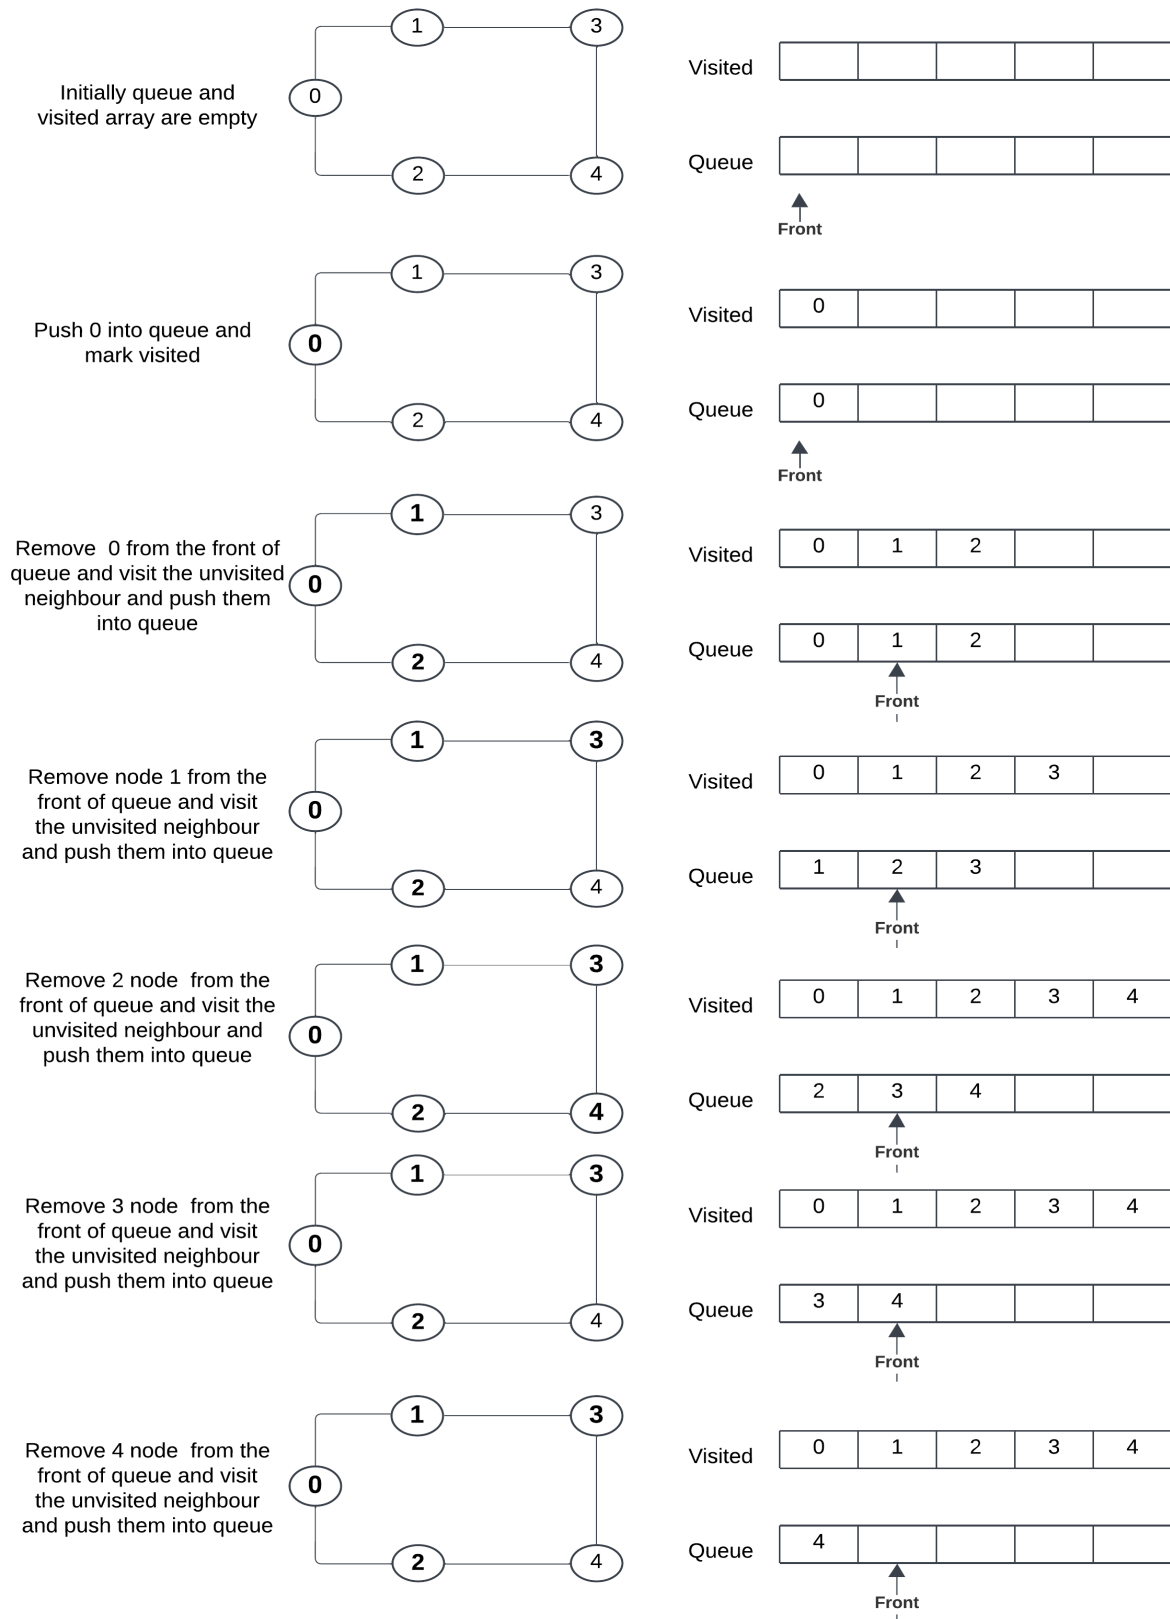 1 3
Initially queue and
visited array are empty
0
2 4
Visited
Queue
Front
1 3
Push 0 into queue and
mark visited
0
2 4
Visited 0
Queue 0
Front
1 3
Remove  0 from the front of
queue and visit the unvisited
neighbour and push them
into queue
0
2 4
Visited 0 1 2
Queue 0 1 2
Front
1 3
Remove node 1 from the
front of queue and visit
the unvisited neighbour
and push them into queue
0
2 4
Visited 0 1 2 3
Queue 1 2 3
Front
1 3
Remove 2 node  from the
front of queue and visit the
unvisited neighbour and
push them into queue
0
2 4
Visited 0 1 2 3 4
Queue 2 3 4
Front
1 3
Remove 3 node  from the
front of queue and visit
the unvisited neighbour
and push them into queue
0
2 4
Visited 0 1 2 3 4
Queue 3 4
Front
1 3
Remove 4 node  from the
front of queue and visit
the unvisited neighbour
and push them into queue
0
2 4
Visited 0 1 2 3 4
Queue 4
Front